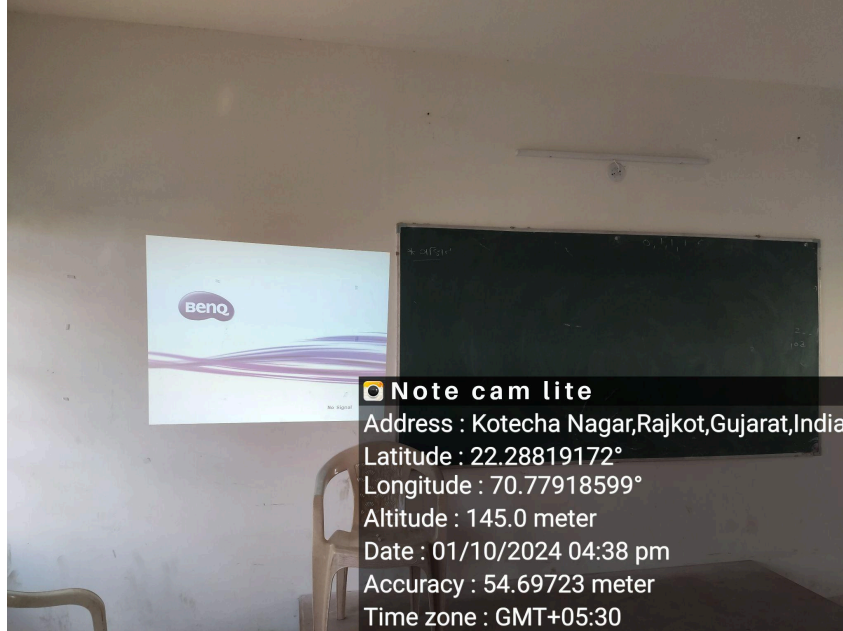 BenQ
No Signal
Note cam lite
Address : Kotecha Nagar,Rajkot,Gujarat,India
Latitude : 22.28819172°
Longitude : 70.77918599°
Altitude : 145.0 meter
Date : 01/10/2024 04:38 pm
Accuracy : 54.69723 meter
Time zone : GMT+05:30